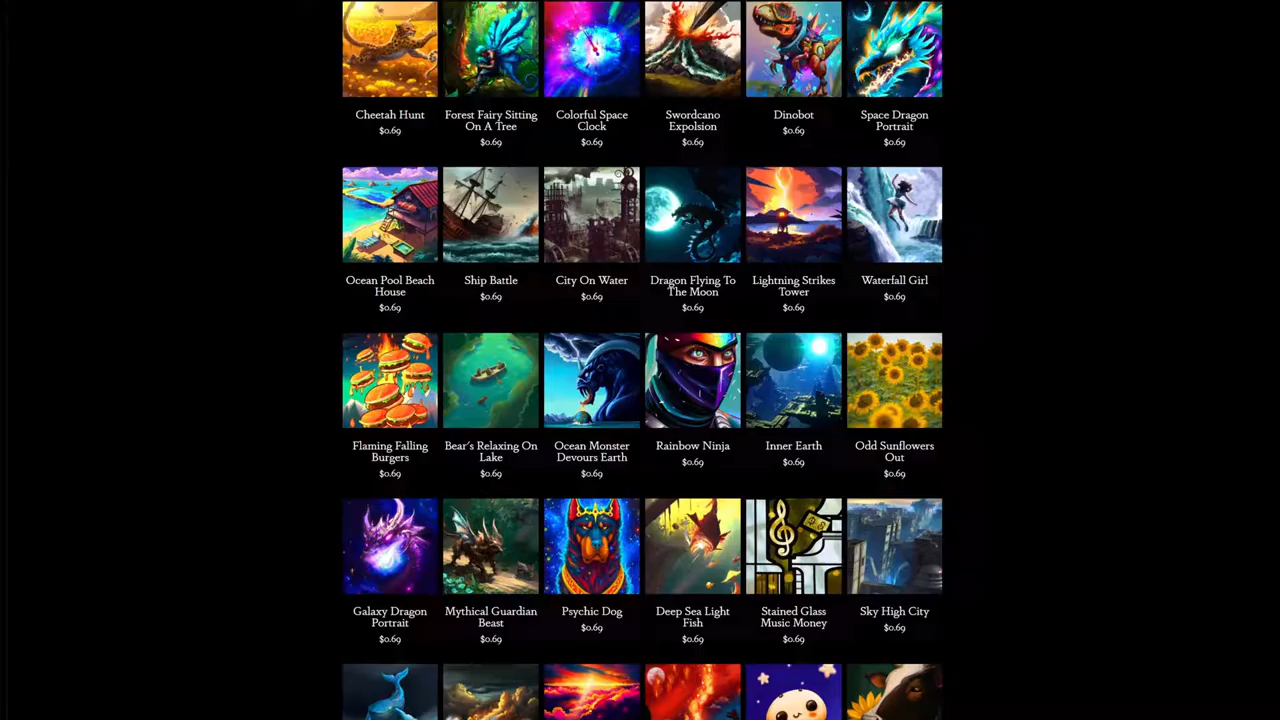 Cheetah Hunt
$0.69
Forest Fairy Sitting
On A Tree
$0.69
Colorful Space
Clock
$0.69
Swordcano
Expolsion
$0.69
Dinobot
$0.69
Space Dragon
Portrait
$0.69
Ocean Pool Beach
House
$0.69
Ship Battle
$0.69
City On Water
$0.69
Dragon Flying To
The Moon
$0.69
Lightning Strikes
Tower
$0.69
Waterfall Girl
$0.69
Flaming Falling
Burgers
$0.69
Bear's Relaxing On
Lake
$0.69
Ocean Monster
Devours Earth
$0.69
Rainbow Ninja
$0.69
Inner Earth
$0.69
Odd Sunflowers
Out
$0.69
Galaxy Dragon
Portrait
$0.69
Mythical Guardian
Beast
$0.69
Psychic Dog
$0.69
Deep Sea Light
Fish
$0.69
Stained Glass
Music Money
$0.69
Sky High City
$0.69